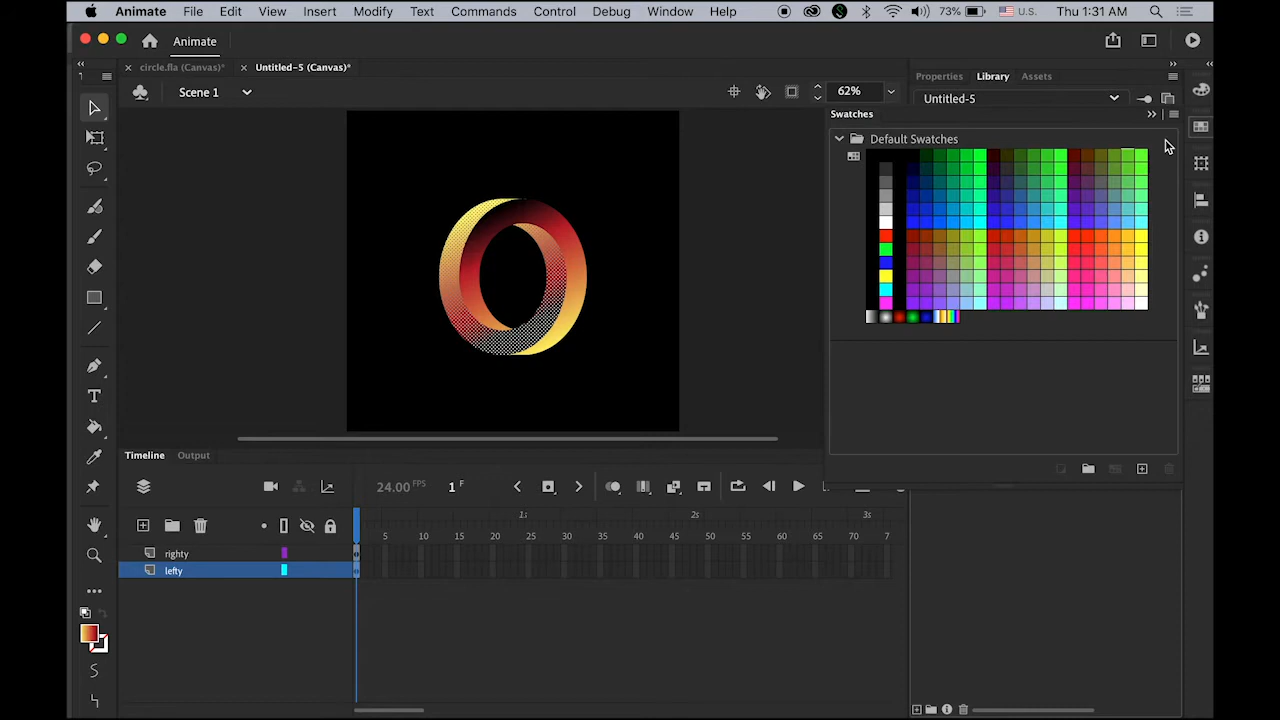 Animate File Edit View Insert Modify Text Commands Control Debug Window Help 73% U.S. Thu 1:31 AM
Animate
circle.fla (Canvas)* Untitled-5 (Canvas)* Properties Library Assets
Scene 1 62% Untitled-5
Swatches
Default Swatches
Timeline Output
24.00 FPS 1 F
1s 2s 3s
5 10 15 20 25 30 35 40 45 50 55 60 65 70 7
righty
lefty